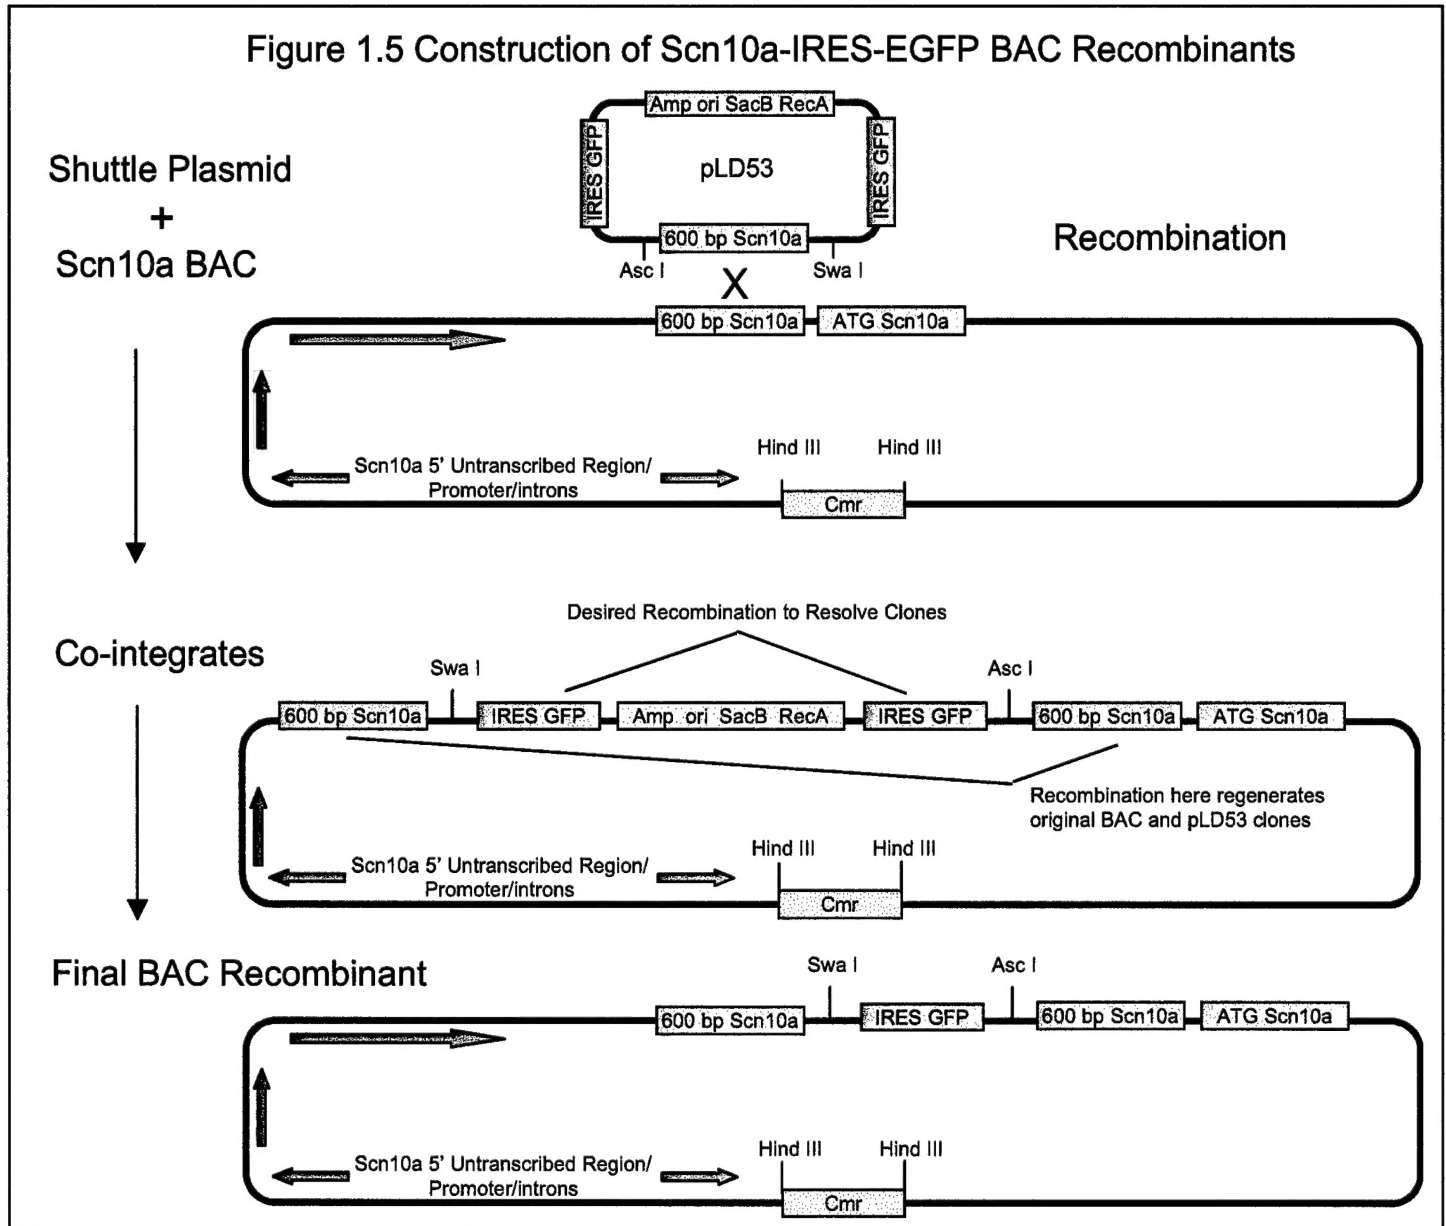 Figure 1.5 Construction of Scn10a-IRES-EGFP BAC Recombinants
Amp ori SacB RecA
IRES GFP
pLD53
IRES GFP
Shuttle Plasmid
+
Scn10a BAC
600 bp Scn10a
Recombination
Asc I
Swa I
X
600 bp Scn10a
ATG Scn10a
Hind III
Hind III
Scn10a 5' Untranscribed Region/
Promoter/introns
Cmr
Desired Recombination to Resolve Clones
Co-integrates
Swa I
Asc I
600 bp Scn10a
IRES GFP
Amp ori SacB RecA
IRES GFP
600 bp Scn10a
ATG Scn10a
Recombination here regenerates
original BAC and pLD53 clones
Hind III
Hind III
Scn10a 5' Untranscribed Region/
Promoter/introns
Cmr
Final BAC Recombinant
Swa I
Asc I
600 bp Scn10a
IRES GFP
600 bp Scn10a
ATG Scn10a
Hind III
Hind III
Scn10a 5' Untranscribed Region/
Promoter/introns
Cmr